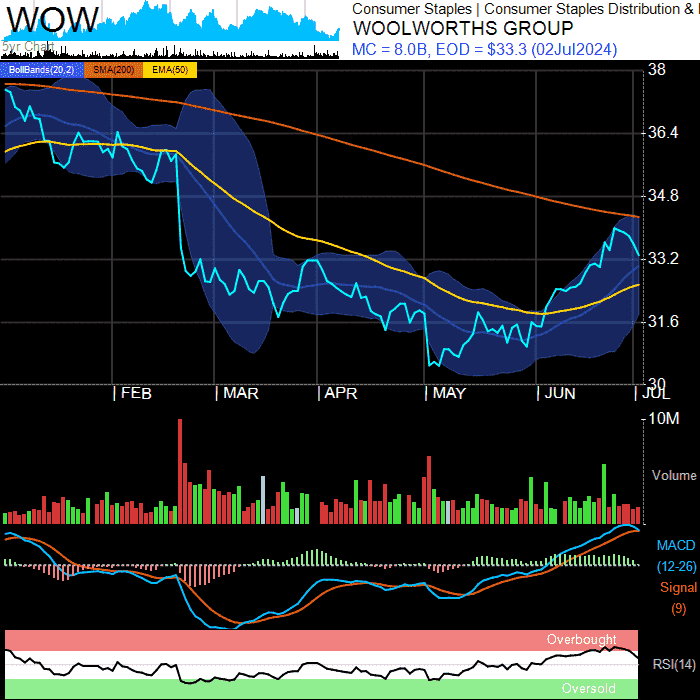 WOW
5yr Chart
Consumer Staples | Consumer Staples Distribution &
WOOLWORTHS GROUP
MC = 8.0B, EOD = $33.3 (02Jul2024)
BollBands(20,2) SMA(200) EMA(50)
38
36.4
34.8
33.2
31.6
30
FEB MAR APR MAY JUN JUL
10M
Volume
MACD
(12-26)
Signal
(9)
Overbought
RSI(14)
Oversold